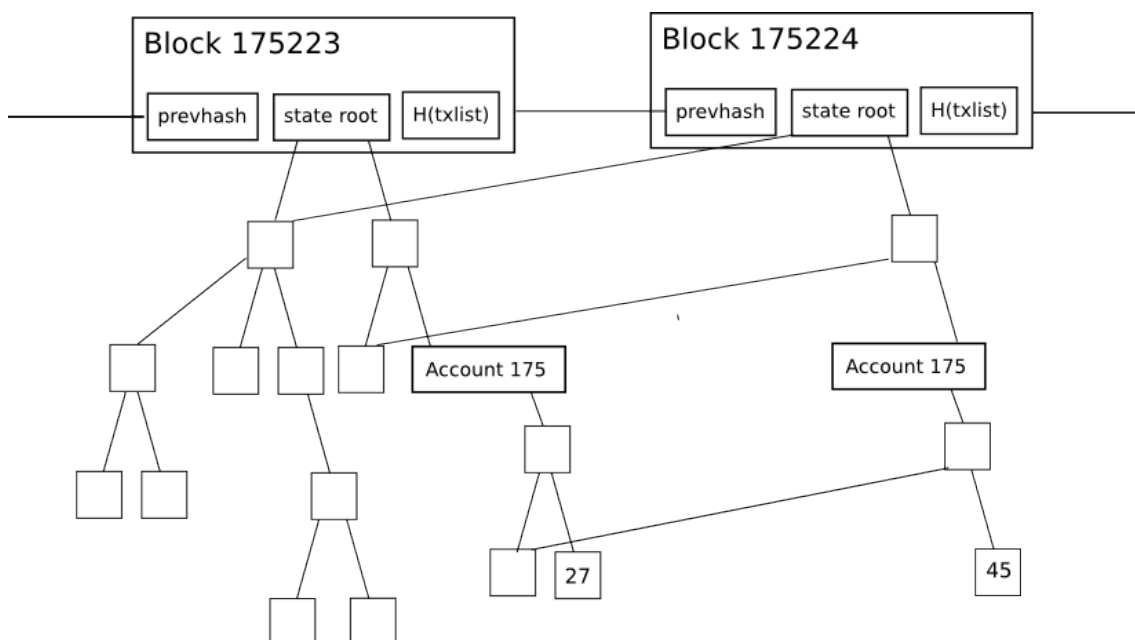 Block 175223
prevhash
state root
H(txlist)
Block 175224
prevhash
state root
H(txlist)
Account 175
27
Account 175
45